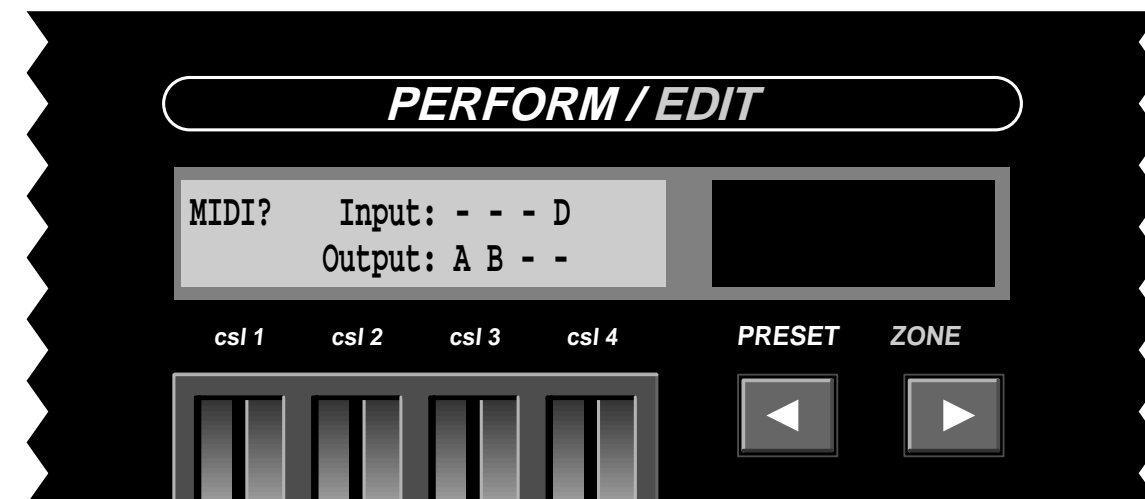 PERFORM / EDIT
MIDI? Input: - - - D
Output: A B - -
csl 1 csl 2 csl 3 csl 4 PRESET ZONE